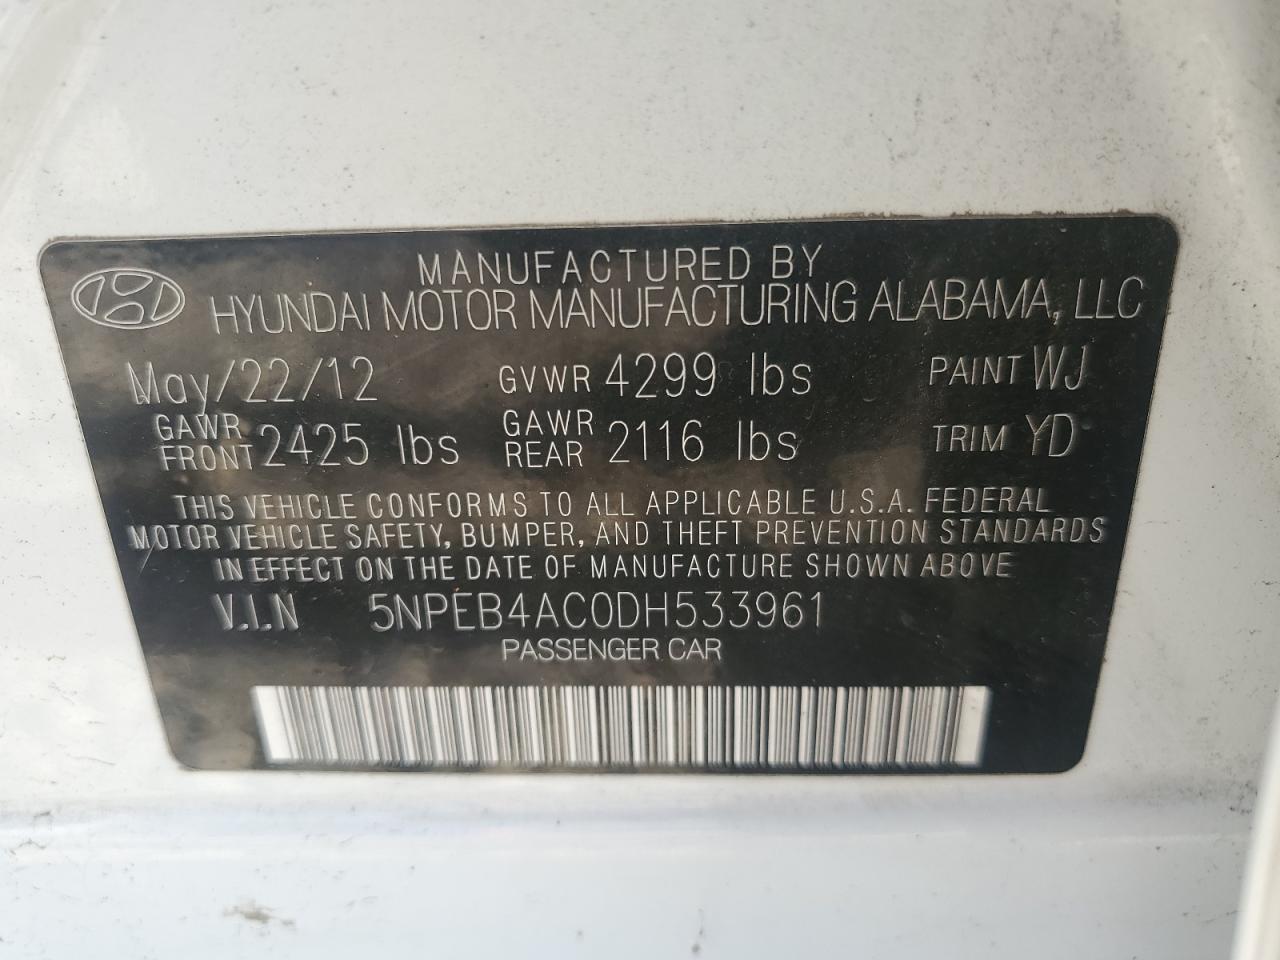 MANUFACTURED BY
HYUNDAI MOTOR MANUFACTURING ALABAMA, LLC
May/22/12 GVWR 4299 lbs PAINT WJ
GAWR FRONT 2425 lbs GAWR REAR 2116 lbs TRIM YD
THIS VEHICLE CONFORMS TO ALL APPLICABLE U.S.A. FEDERAL
MOTOR VEHICLE SAFETY, BUMPER, AND THEFT PREVENTION STANDARDS
IN EFFECT ON THE DATE OF MANUFACTURE SHOWN ABOVE
V.I.N 5NPEB4AC0DH533961
PASSENGER CAR